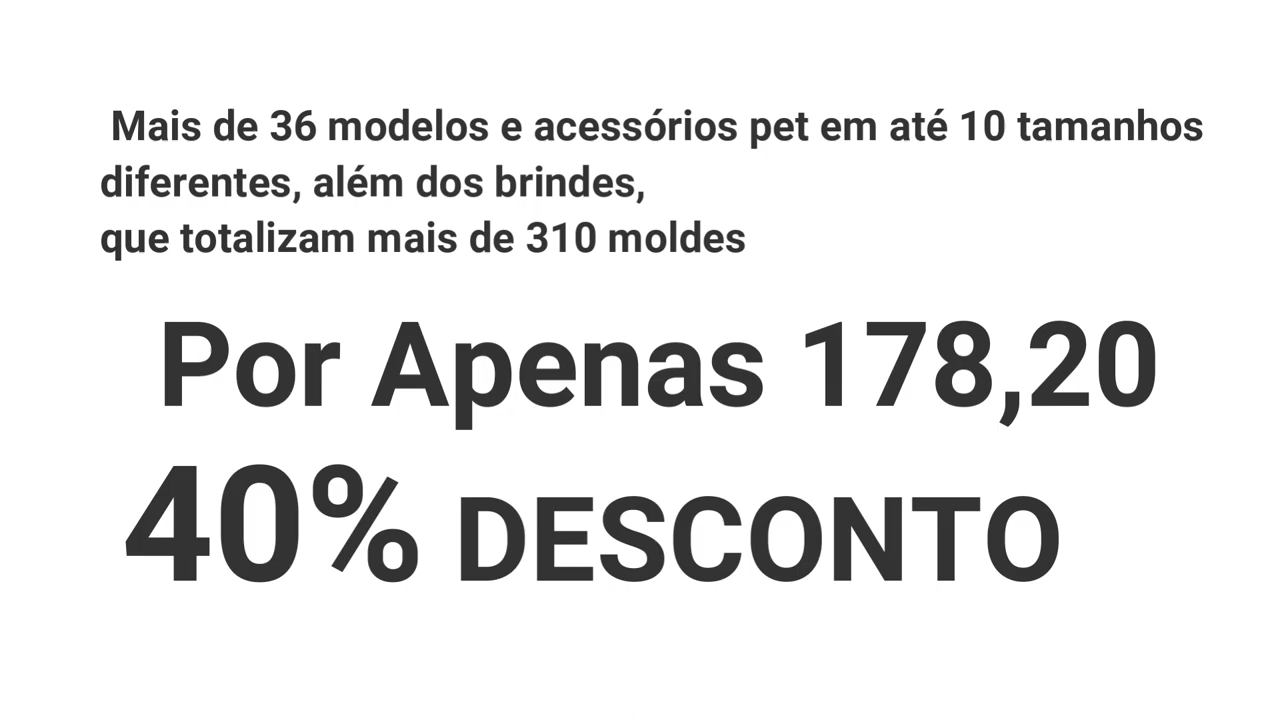 Mais de 36 modelos e acessórios pet em até 10 tamanhos
diferentes, além dos brindes,
que totalizam mais de 310 moldes
Por Apenas 178,20
40% DESCONTO